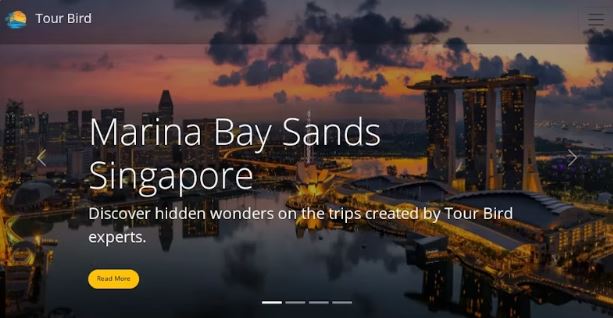 Tour Bird
Marina Bay Sands
Singapore
Discover hidden wonders on the trips created by Tour Bird
experts.
Read More